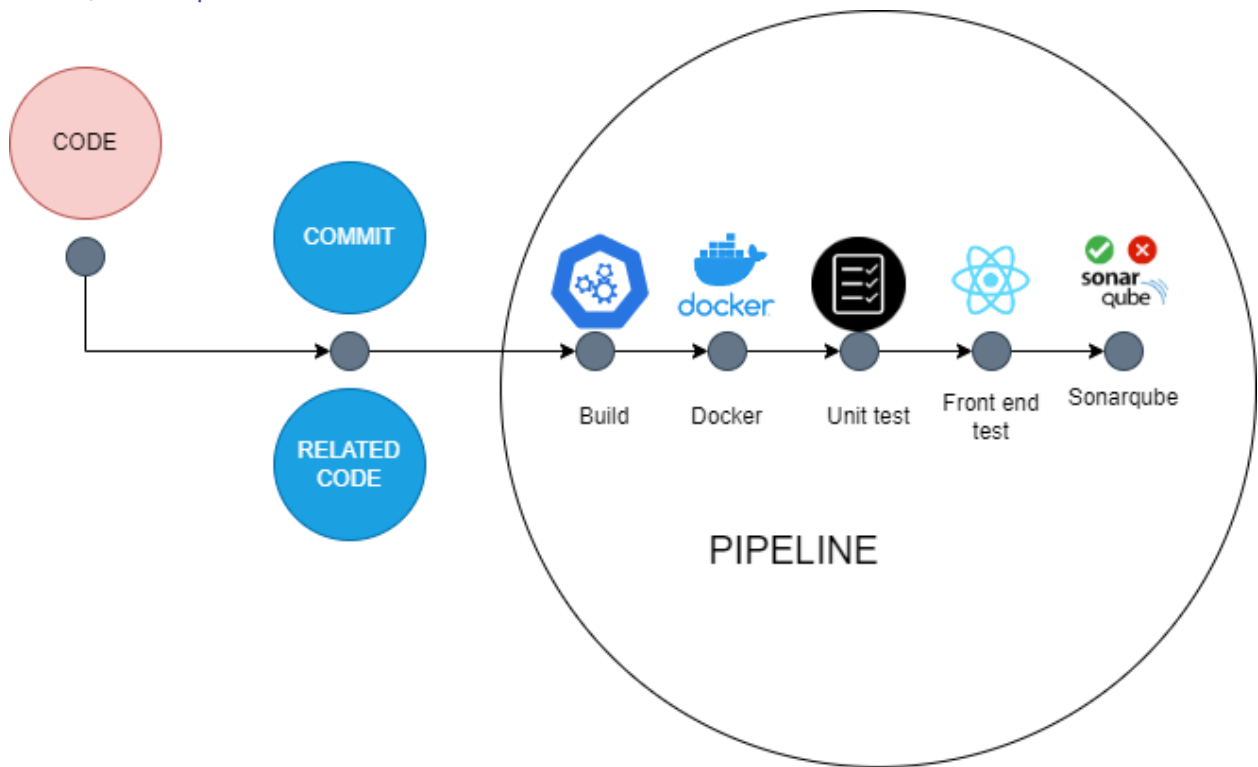 CODE
COMMIT
RELATED
CODE
docker
sonar
qube
Build
Docker
Unit test
Front end
test
Sonarqube
PIPELINE